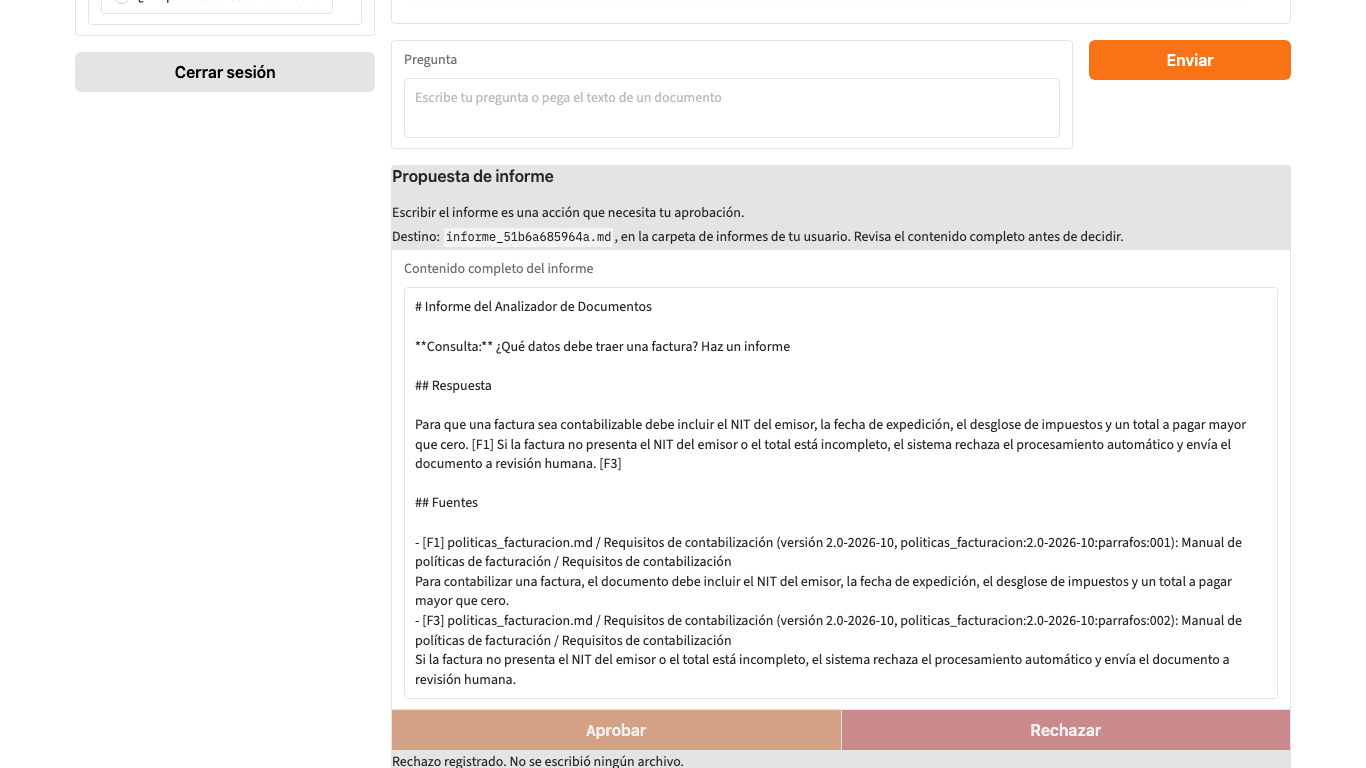 Cerrar sesión
Pregunta
Escribe tu pregunta o pega el texto de un documento
Enviar
Propuesta de informe
Escribir el informe es una acción que necesita tu aprobación.
Destino: informe_51b6a685964a.md, en la carpeta de informes de tu usuario. Revisa el contenido completo antes de decidir.
Contenido completo del informe
# Informe del Analizador de Documentos
**Consulta:** ¿Qué datos debe traer una factura? Haz un informe
## Respuesta
Para que una factura sea contabilizable debe incluir el NIT del emisor, la fecha de expedición, el desglose de impuestos y un total a pagar mayor
que cero. [F1] Si la factura no presenta el NIT del emisor o el total está incompleto, el sistema rechaza el procesamiento automático y envía el
documento a revisión humana. [F3]
## Fuentes
- [F1] politicas_facturacion.md / Requisitos de contabilización (versión 2.0-2026-10, politicas_facturacion:2.0-2026-10:parrafos:001): Manual de
políticas de facturación / Requisitos de contabilización
Para contabilizar una factura, el documento debe incluir el NIT del emisor, la fecha de expedición, el desglose de impuestos y un total a pagar
mayor que cero.
- [F3] politicas_facturacion.md / Requisitos de contabilización (versión 2.0-2026-10, politicas_facturacion:2.0-2026-10:parrafos:002): Manual de
políticas de facturación / Requisitos de contabilización
Si la factura no presenta el NIT del emisor o el total está incompleto, el sistema rechaza el procesamiento automático y envía el documento a
revisión humana.
Aprobar
Rechazar
Rechazo registrado. No se escribió ningún archivo.